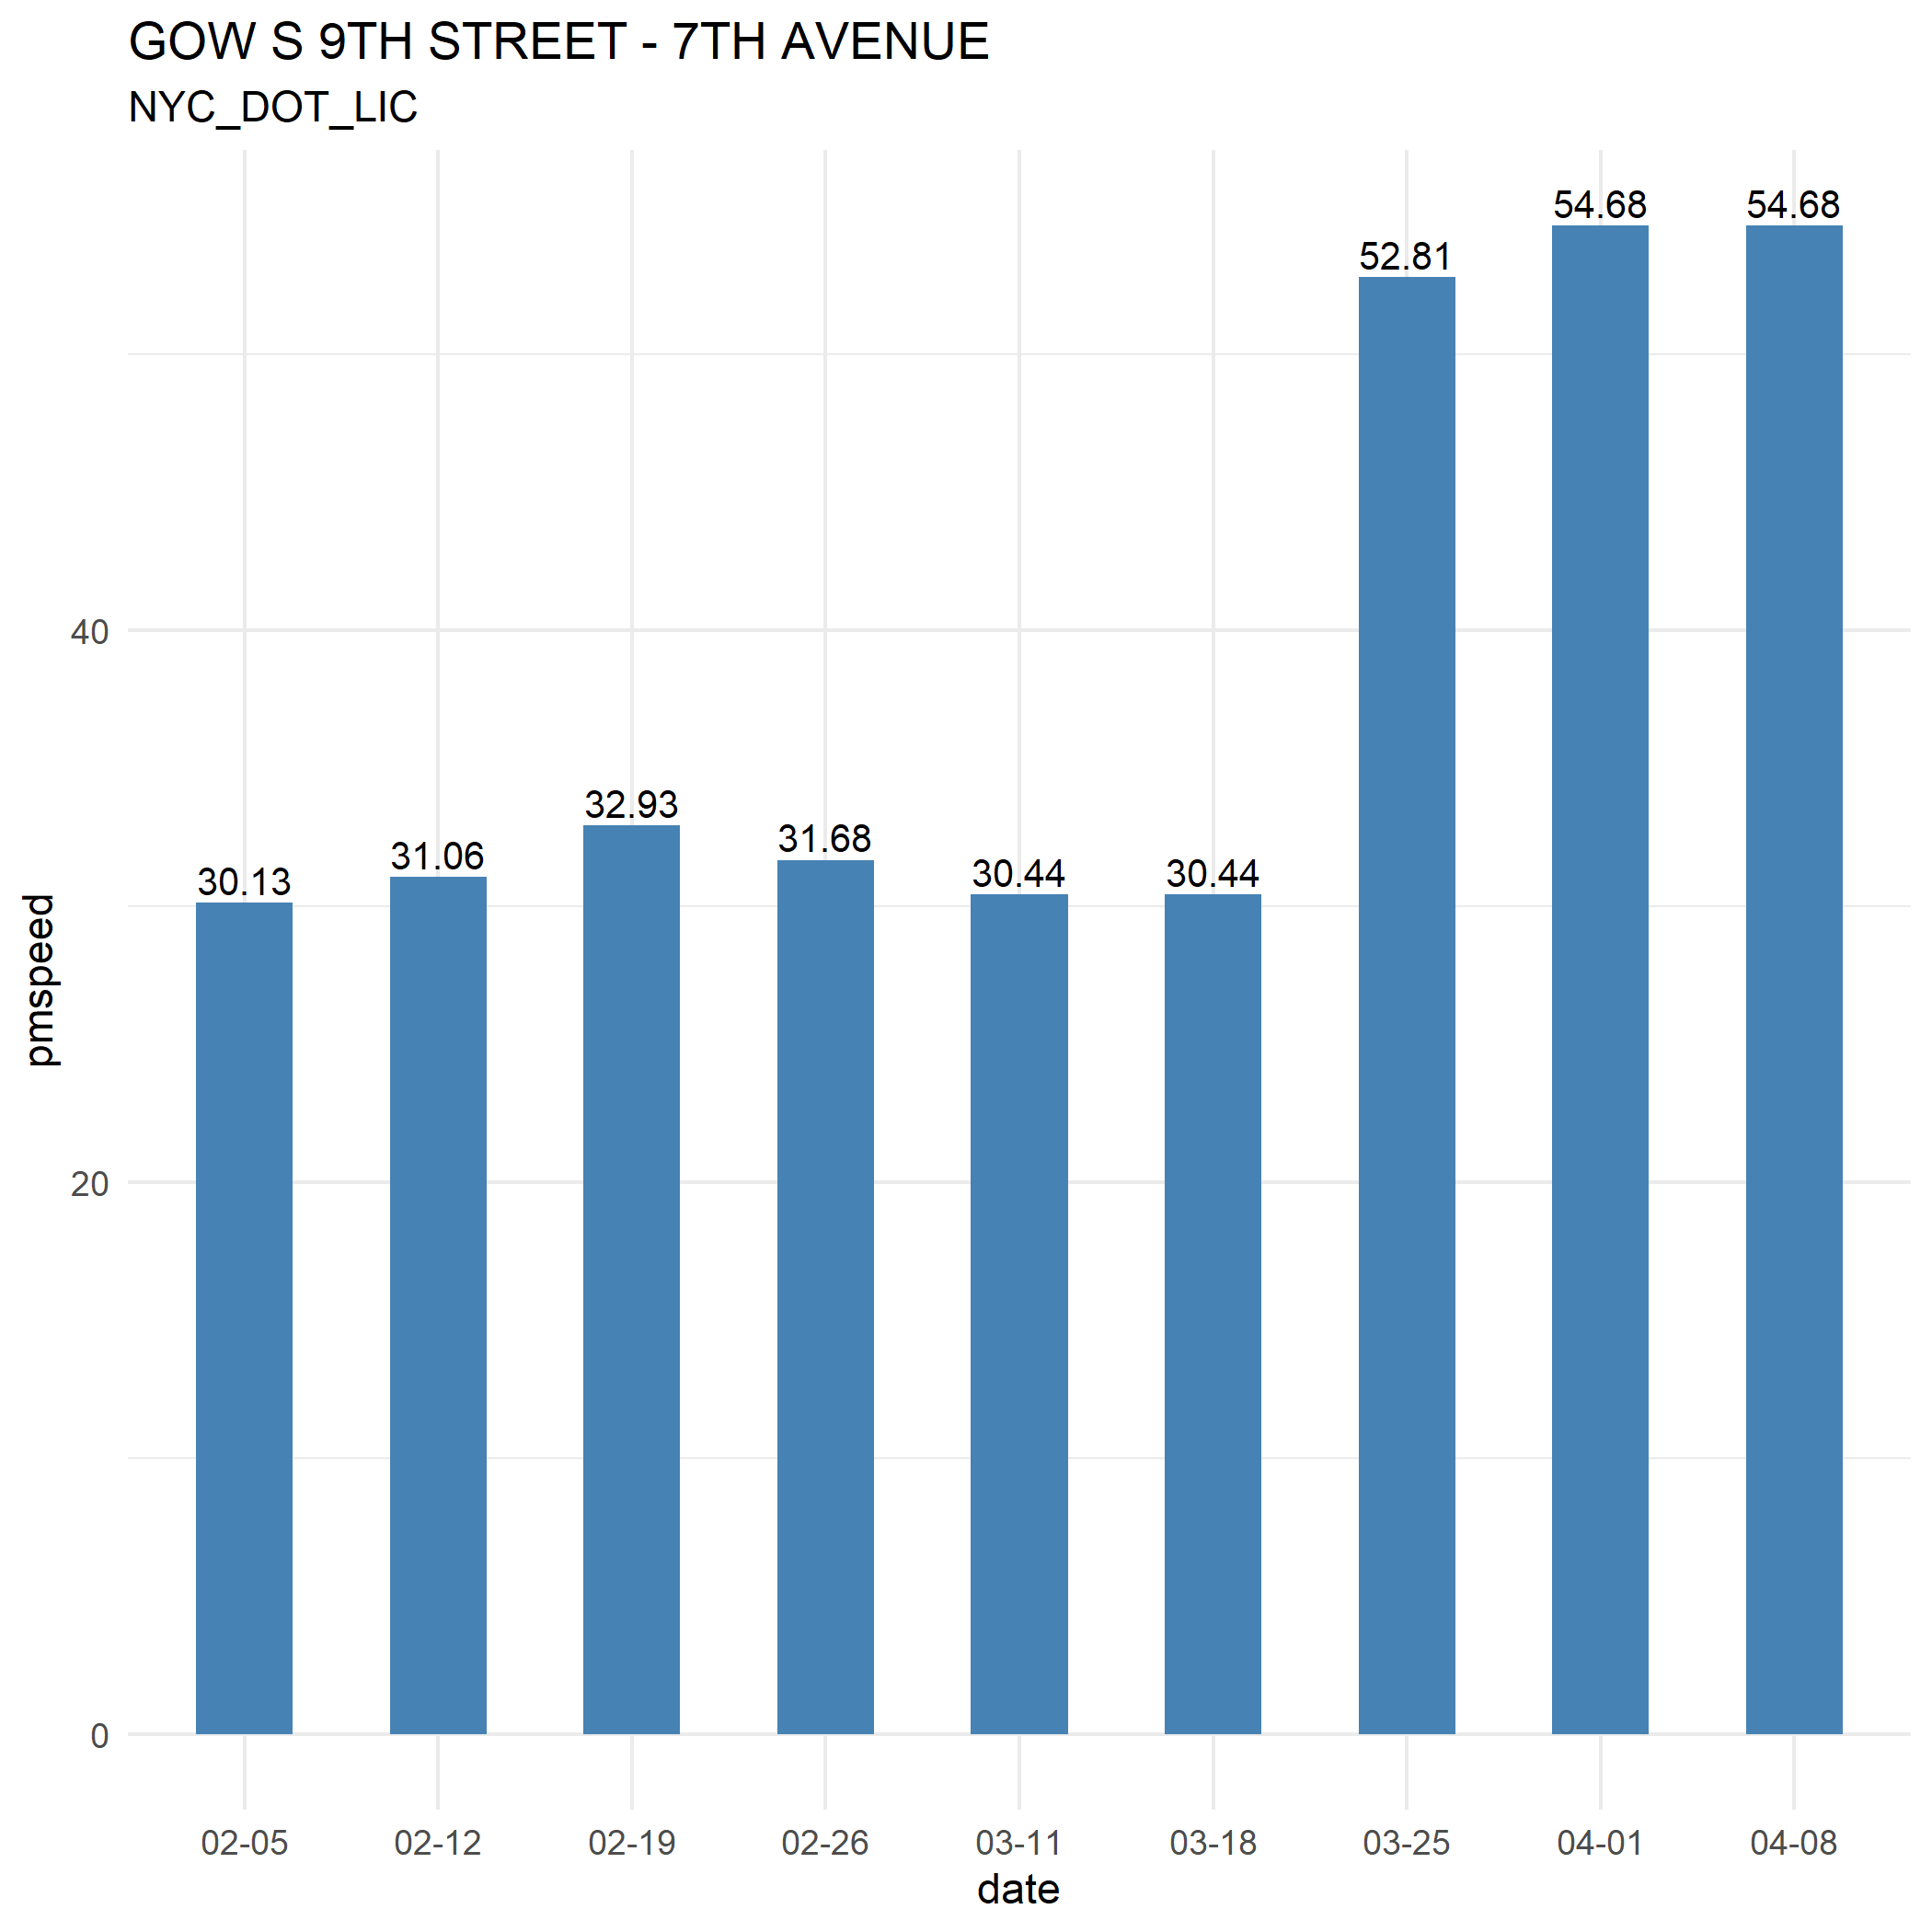 GOW S 9TH STREET - 7TH AVENUE
NYC_DOT_LIC
54.68 54.68
52.81
40
32.93
31.68
31.06
30.44 30.44
30.13
pmspeed
20
0
02-05 02-12 02-19 02-26 03-11 03-18 03-25 04-01 04-08
date